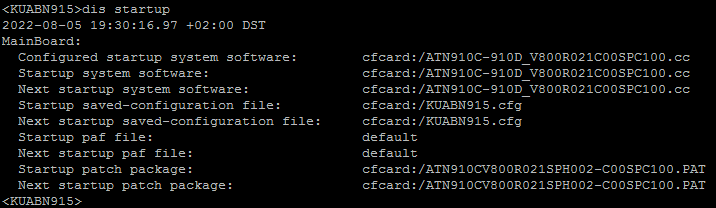 <KUABN915>dis startup
2022-08-05 19:30:16.97 +02:00 DST
MainBoard:
  Configured startup system software:        cfcard:/ATN910C-910D_V800R021C00SPC100.cc
  Startup system software:                   cfcard:/ATN910C-910D_V800R021C00SPC100.cc
  Next startup system software:              cfcard:/ATN910C-910D_V800R021C00SPC100.cc
  Startup saved-configuration file:          cfcard:/KUABN915.cfg
  Next startup saved-configuration file:     cfcard:/KUABN915.cfg
  Startup paf file:                          default
  Next startup paf file:                     default
  Startup patch package:                     cfcard:/ATN910CV800R021SPH002-C00SPC100.PAT
  Next startup patch package:                cfcard:/ATN910CV800R021SPH002-C00SPC100.PAT
<KUABN915>